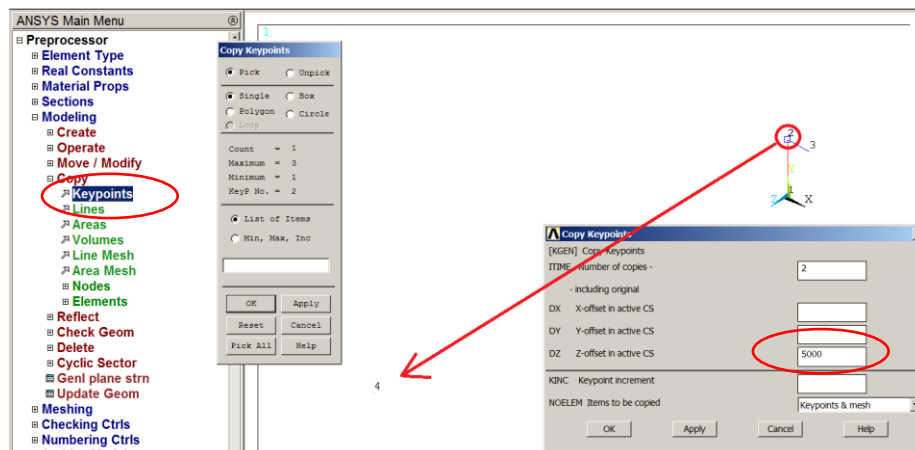 ANSYS Main Menu
Preprocessor
Element Type
Real Constants
Material Props
Sections
Modeling
Create
Operate
Move / Modify
Copy
Keypoints
Lines
Areas
Volumes
Line Mesh
Area Mesh
Nodes
Elements
Reflect
Check Geom
Delete
Cyclic Sector
Genl plane strn
Update Geom
Meshing
Checking Ctrls
Numbering Ctrls
1
Copy Keypoints
Pick Unpick
Single Box
Polygon Circle
Loop
Count = 1
Maximum = 3
Minimum = 1
KeyP No. = 2
List of Items
Min, Max, Inc
OK Apply
Reset Cancel
Pick All Help
2
3
Y
1
Z X
4
Copy Keypoints
[KGEN] Copy Keypoints
ITIME Number of copies - 2
- including original
DX X-offset in active CS
DY Y-offset in active CS
DZ Z-offset in active CS 5000
KINC Keypoint increment
NOELEM Items to be copied Keypoints & mesh
OK Apply Cancel Help